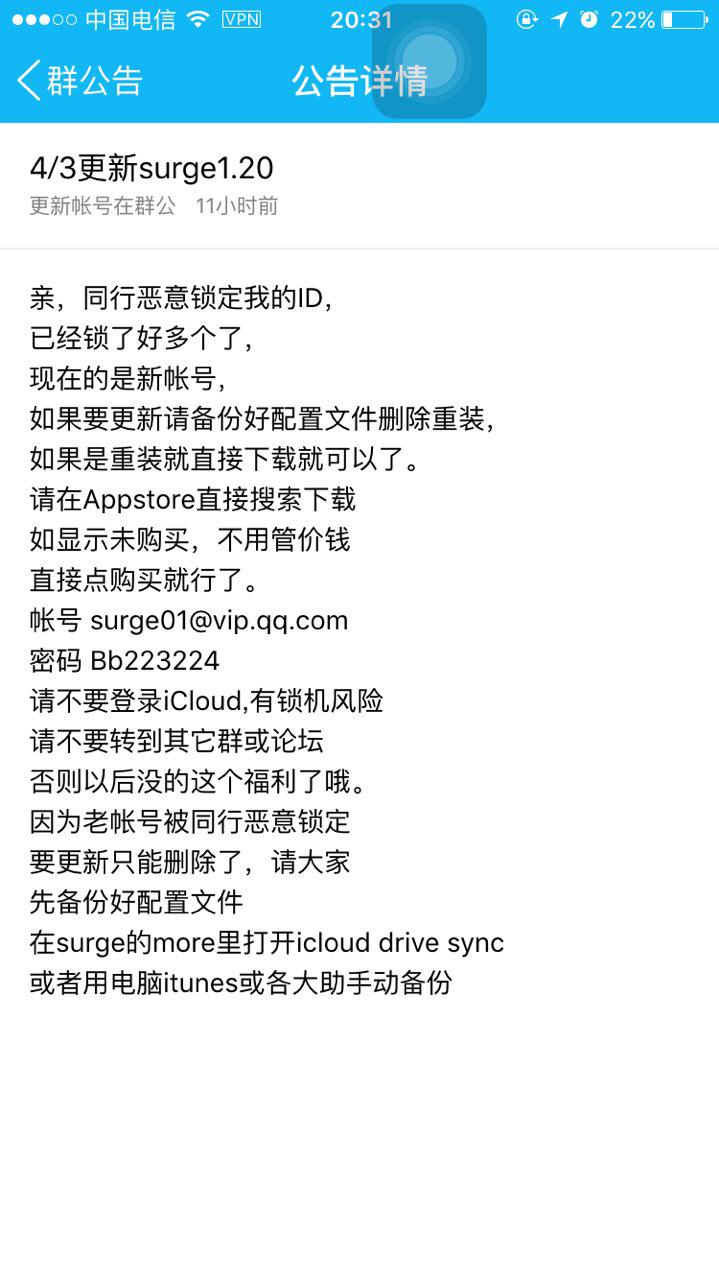 中国电信 VPN 20:31 22%
群公告 公告详情
4/3更新surge1.20
更新帐号在群公 11小时前
亲，同行恶意锁定我的ID，
已经锁了好多个了，
现在的是新帐号，
如果要更新请备份好配置文件删除重装，
如果是重装就直接下载就可以了。
请在Appstore直接搜索下载
如显示未购买，不用管价钱
直接点购买就行了。
帐号 surge01@vip.qq.com
密码 Bb223224
请不要登录iCloud,有锁机风险
请不要转到其它群或论坛
否则以后没的这个福利了哦。
因为老帐号被同行恶意锁定
要更新只能删除了，请大家
先备份好配置文件
在surge的more里打开icloud drive sync
或者用电脑itunes或各大助手动备份